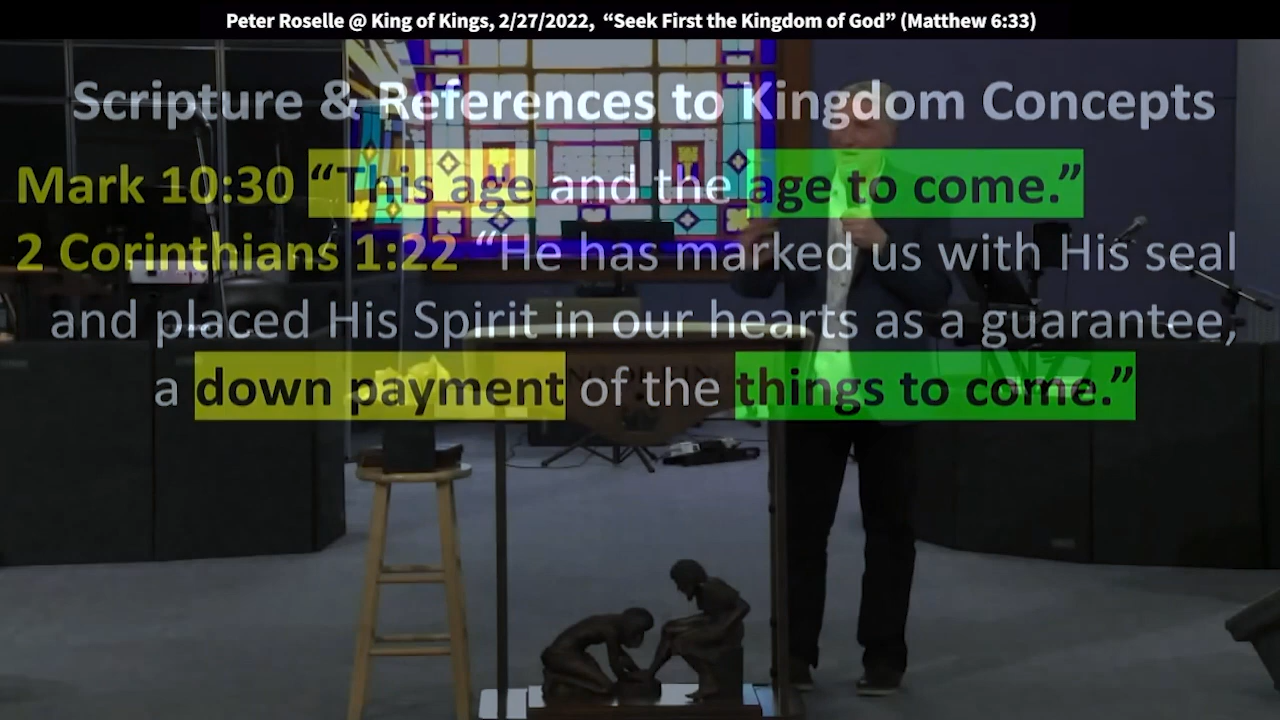 Peter Roselle @ King of Kings, 2/27/2022, “Seek First the Kingdom of God” (Matthew 6:33)
Scripture & References to Kingdom Concepts
Mark 10:30 “This age and the age to come.”
2 Corinthians 1:22 “He has marked us with His seal
and placed His Spirit in our hearts as a guarantee,
a down payment of the things to come.”